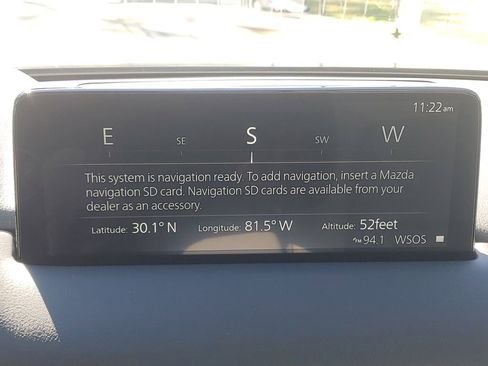 11:22am
E SE S SW W
This system is navigation ready. To add navigation, insert a Mazda
navigation SD card. Navigation SD cards are available from your
dealer as an accessory.
Latitude: 30.1° N Longitude: 81.5° W Altitude: 52feet
94.1 WSOS